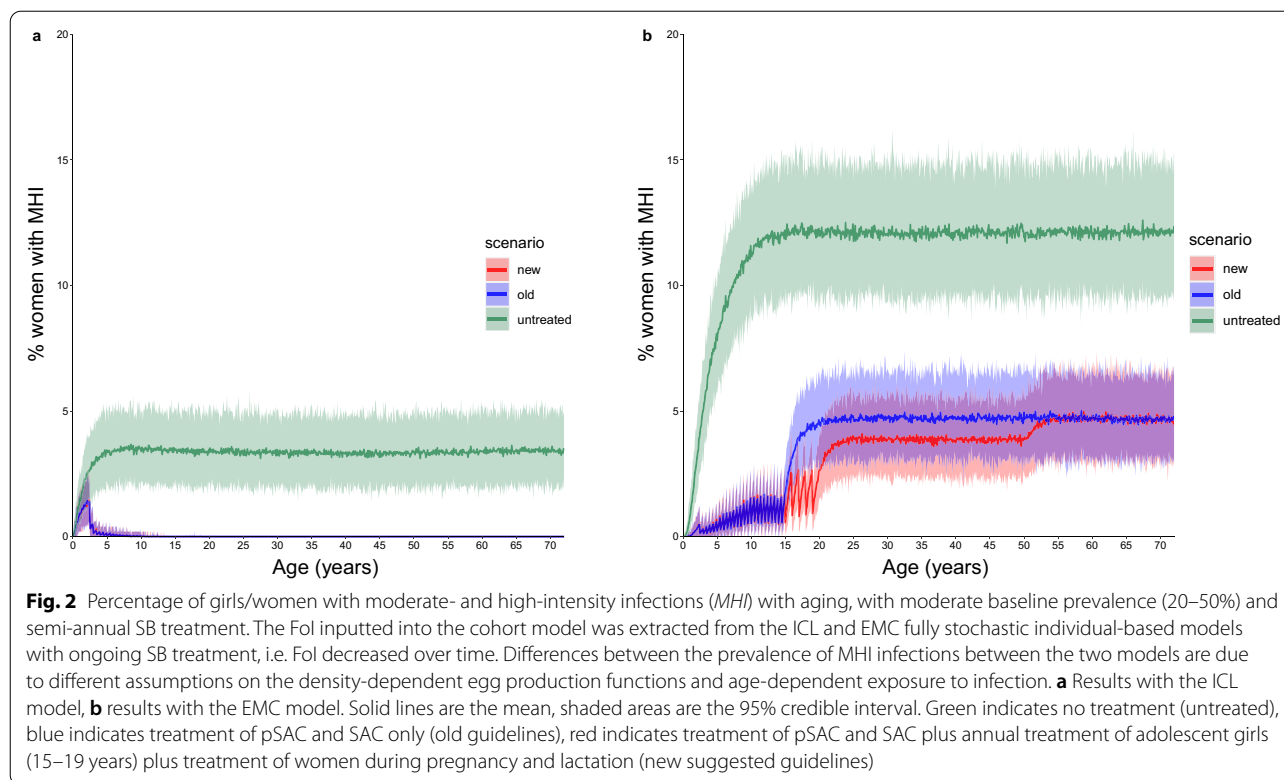 a
20
15
10
5
0
% women with MHI
scenario
new
old
untreated
0 5 10 15 20 25 30 35 40 45 50 55 60 65 70
Age (years)
b
20
15
10
5
0
% women with MHI
scenario
new
old
untreated
0 5 10 15 20 25 30 35 40 45 50 55 60 65 70
Age (years)
Fig. 2 Percentage of girls/women with moderate- and high-intensity infections (MHI) with aging, with moderate baseline prevalence (20–50%) and
semi-annual SB treatment. The FoI inputted into the cohort model was extracted from the ICL and EMC fully stochastic individual-based models
with ongoing SB treatment, i.e. FoI decreased over time. Differences between the prevalence of MHI infections between the two models are due
to different assumptions on the density-dependent egg production functions and age-dependent exposure to infection. a Results with the ICL
model, b results with the EMC model. Solid lines are the mean, shaded areas are the 95% credible interval. Green indicates no treatment (untreated),
blue indicates treatment of pSAC and SAC only (old guidelines), red indicates treatment of pSAC and SAC plus annual treatment of adolescent girls
(15–19 years) plus treatment of women during pregnancy and lactation (new suggested guidelines)